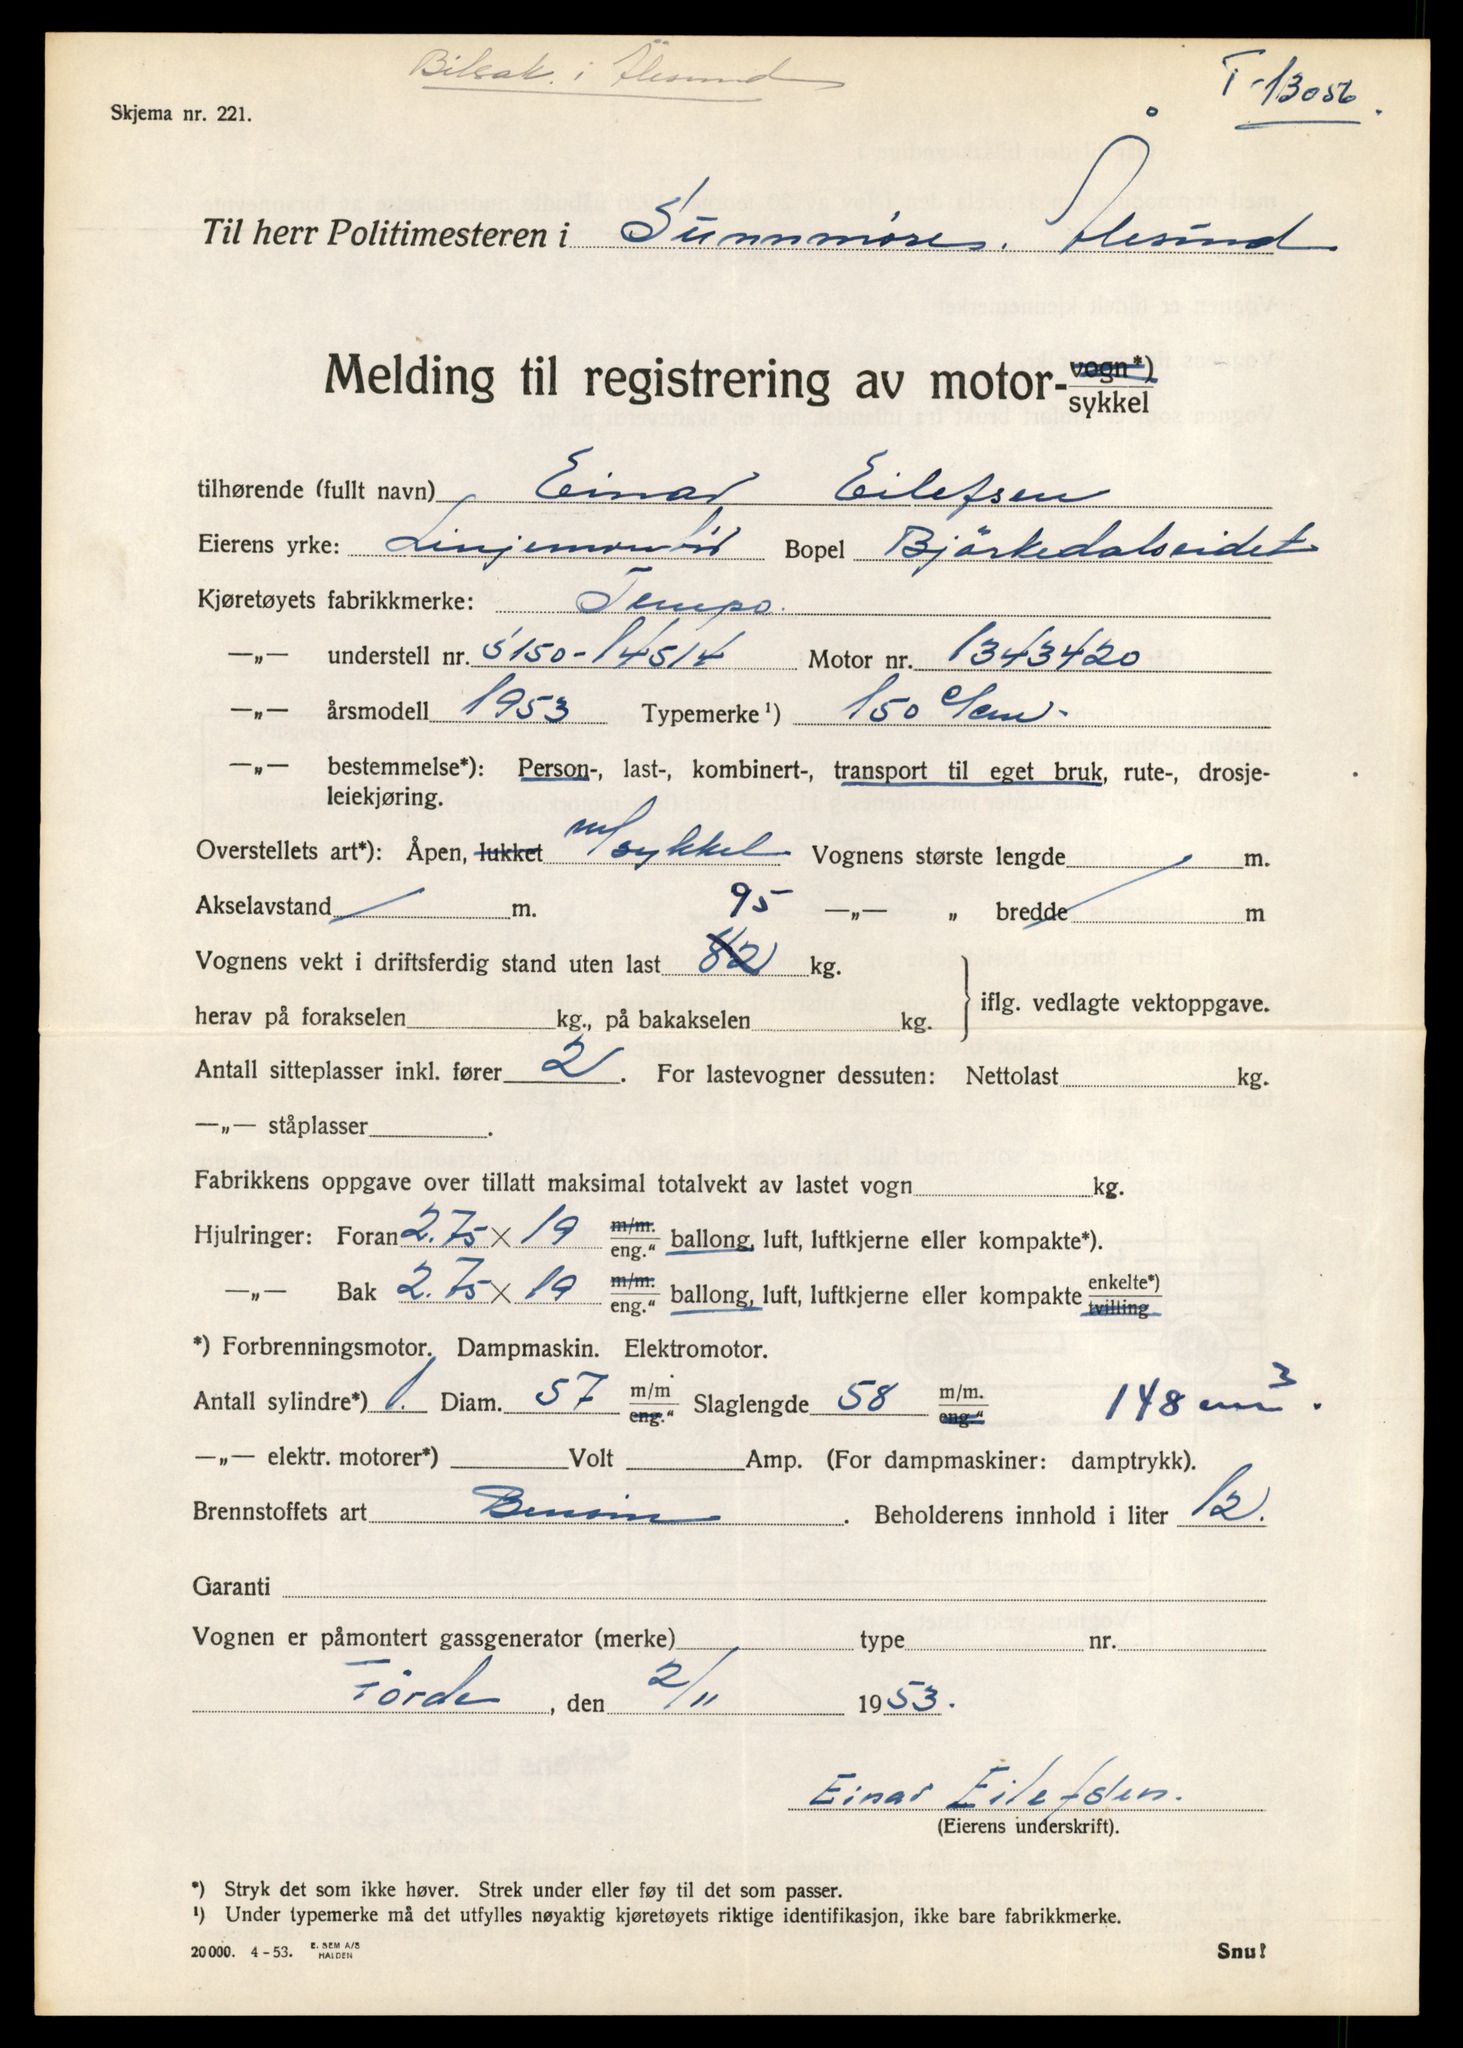 Bilsak. i Ålesund
T-13056.
Skjema nr. 221.
Til herr Politimesteren i Sunnmøre. Ålesund
Melding til registrering av motor-vogn*)
sykkel
tilhørende (fullt navn) Einar Eilefsen
Eierens yrke: Linjemontör Bopel Björkedalseidet
Kjøretøyets fabrikkmerke: Tempo.
—„— understell nr. S150-14514 Motor nr. 1343420
—„— årsmodell 1953 Typemerke¹) 150 c/cm-
—„— bestemmelse*): Person-, last-, kombinert-, transport til eget bruk, rute-, drosje-
leiekjøring.
Overstellets art*): Åpen, lukket m/sykkel Vognens største lengde m.
Akselavstand m. 95 —„— „ bredde m
Vognens vekt i driftsferdig stand uten last 82 kg.
herav på forakselen kg., på bakakselen kg. iflg. vedlagte vektoppgave.
Antall sitteplasser inkl. fører 2. For lastevogner dessuten: Nettolast kg.
—„— ståplasser .
Fabrikkens oppgave over tillatt maksimal totalvekt av lastet vogn kg.
Hjulringer: Foran 2.75 x 19 m/m. eng.“ ballong, luft, luftkjerne eller kompakte*).
—„— Bak 2.75 x 19 m/m. eng.“ ballong, luft, luftkjerne eller kompakte enkelte*) tvilling
*) Forbrenningsmotor. Dampmaskin. Elektromotor.
Antall sylindre*) 1. Diam. 57 m/m eng.“ Slaglengde 58 m/m. eng.“ 148 cm³.
—„— elektr. motorer*) Volt Amp. (For dampmaskiner: damptrykk).
Brennstoffets art Bensin . Beholderens innhold i liter 12.
Garanti
Vognen er påmontert gassgenerator (merke) type nr.
Förde, den 2/11 1953.
Einar Eilefsen.
(Eierens underskrift).
*) Stryk det som ikke høver. Strek under eller føy til det som passer.
¹) Under typemerke må det utfylles nøyaktig kjøretøyets riktige identifikasjon, ikke bare fabrikkmerke.
20 000. 4-53. E. SEM A/S HALDEN Snu!